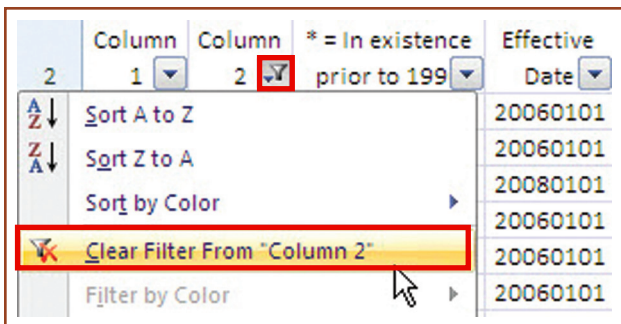 Column Column * = In existence Effective
2 1 2 prior to 199 Date
Sort A to Z 20060101
Sort Z to A 20060101
20080101
Sort by Color 20060101
Clear Filter From "Column 2" 20060101
Filter by Color 20060101